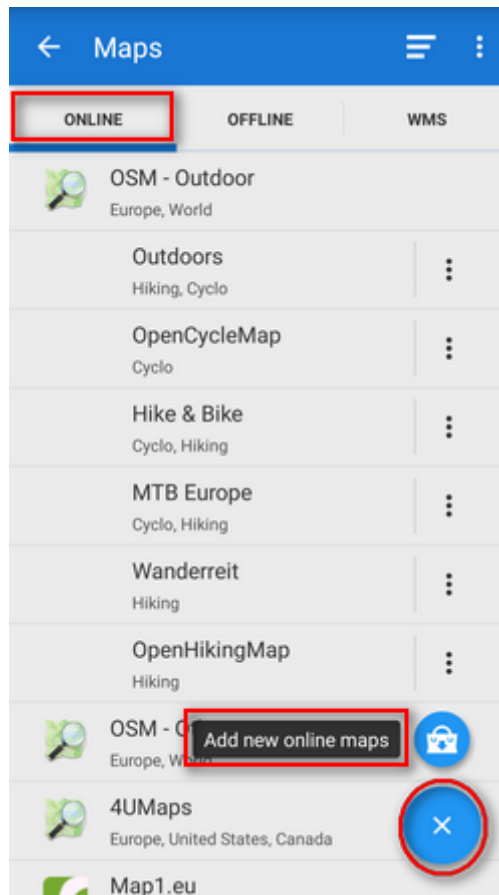 Maps
ONLINE OFFLINE WMS
OSM - Outdoor
Europe, World
Outdoors
Hiking, Cyclo
OpenCycleMap
Cyclo
Hike & Bike
Cyclo, Hiking
MTB Europe
Cyclo, Hiking
Wanderreit
Hiking
OpenHikingMap
Hiking
OSM -
Add new online maps
Europe,
4UMaps
Europe, United States, Canada
Map1.eu